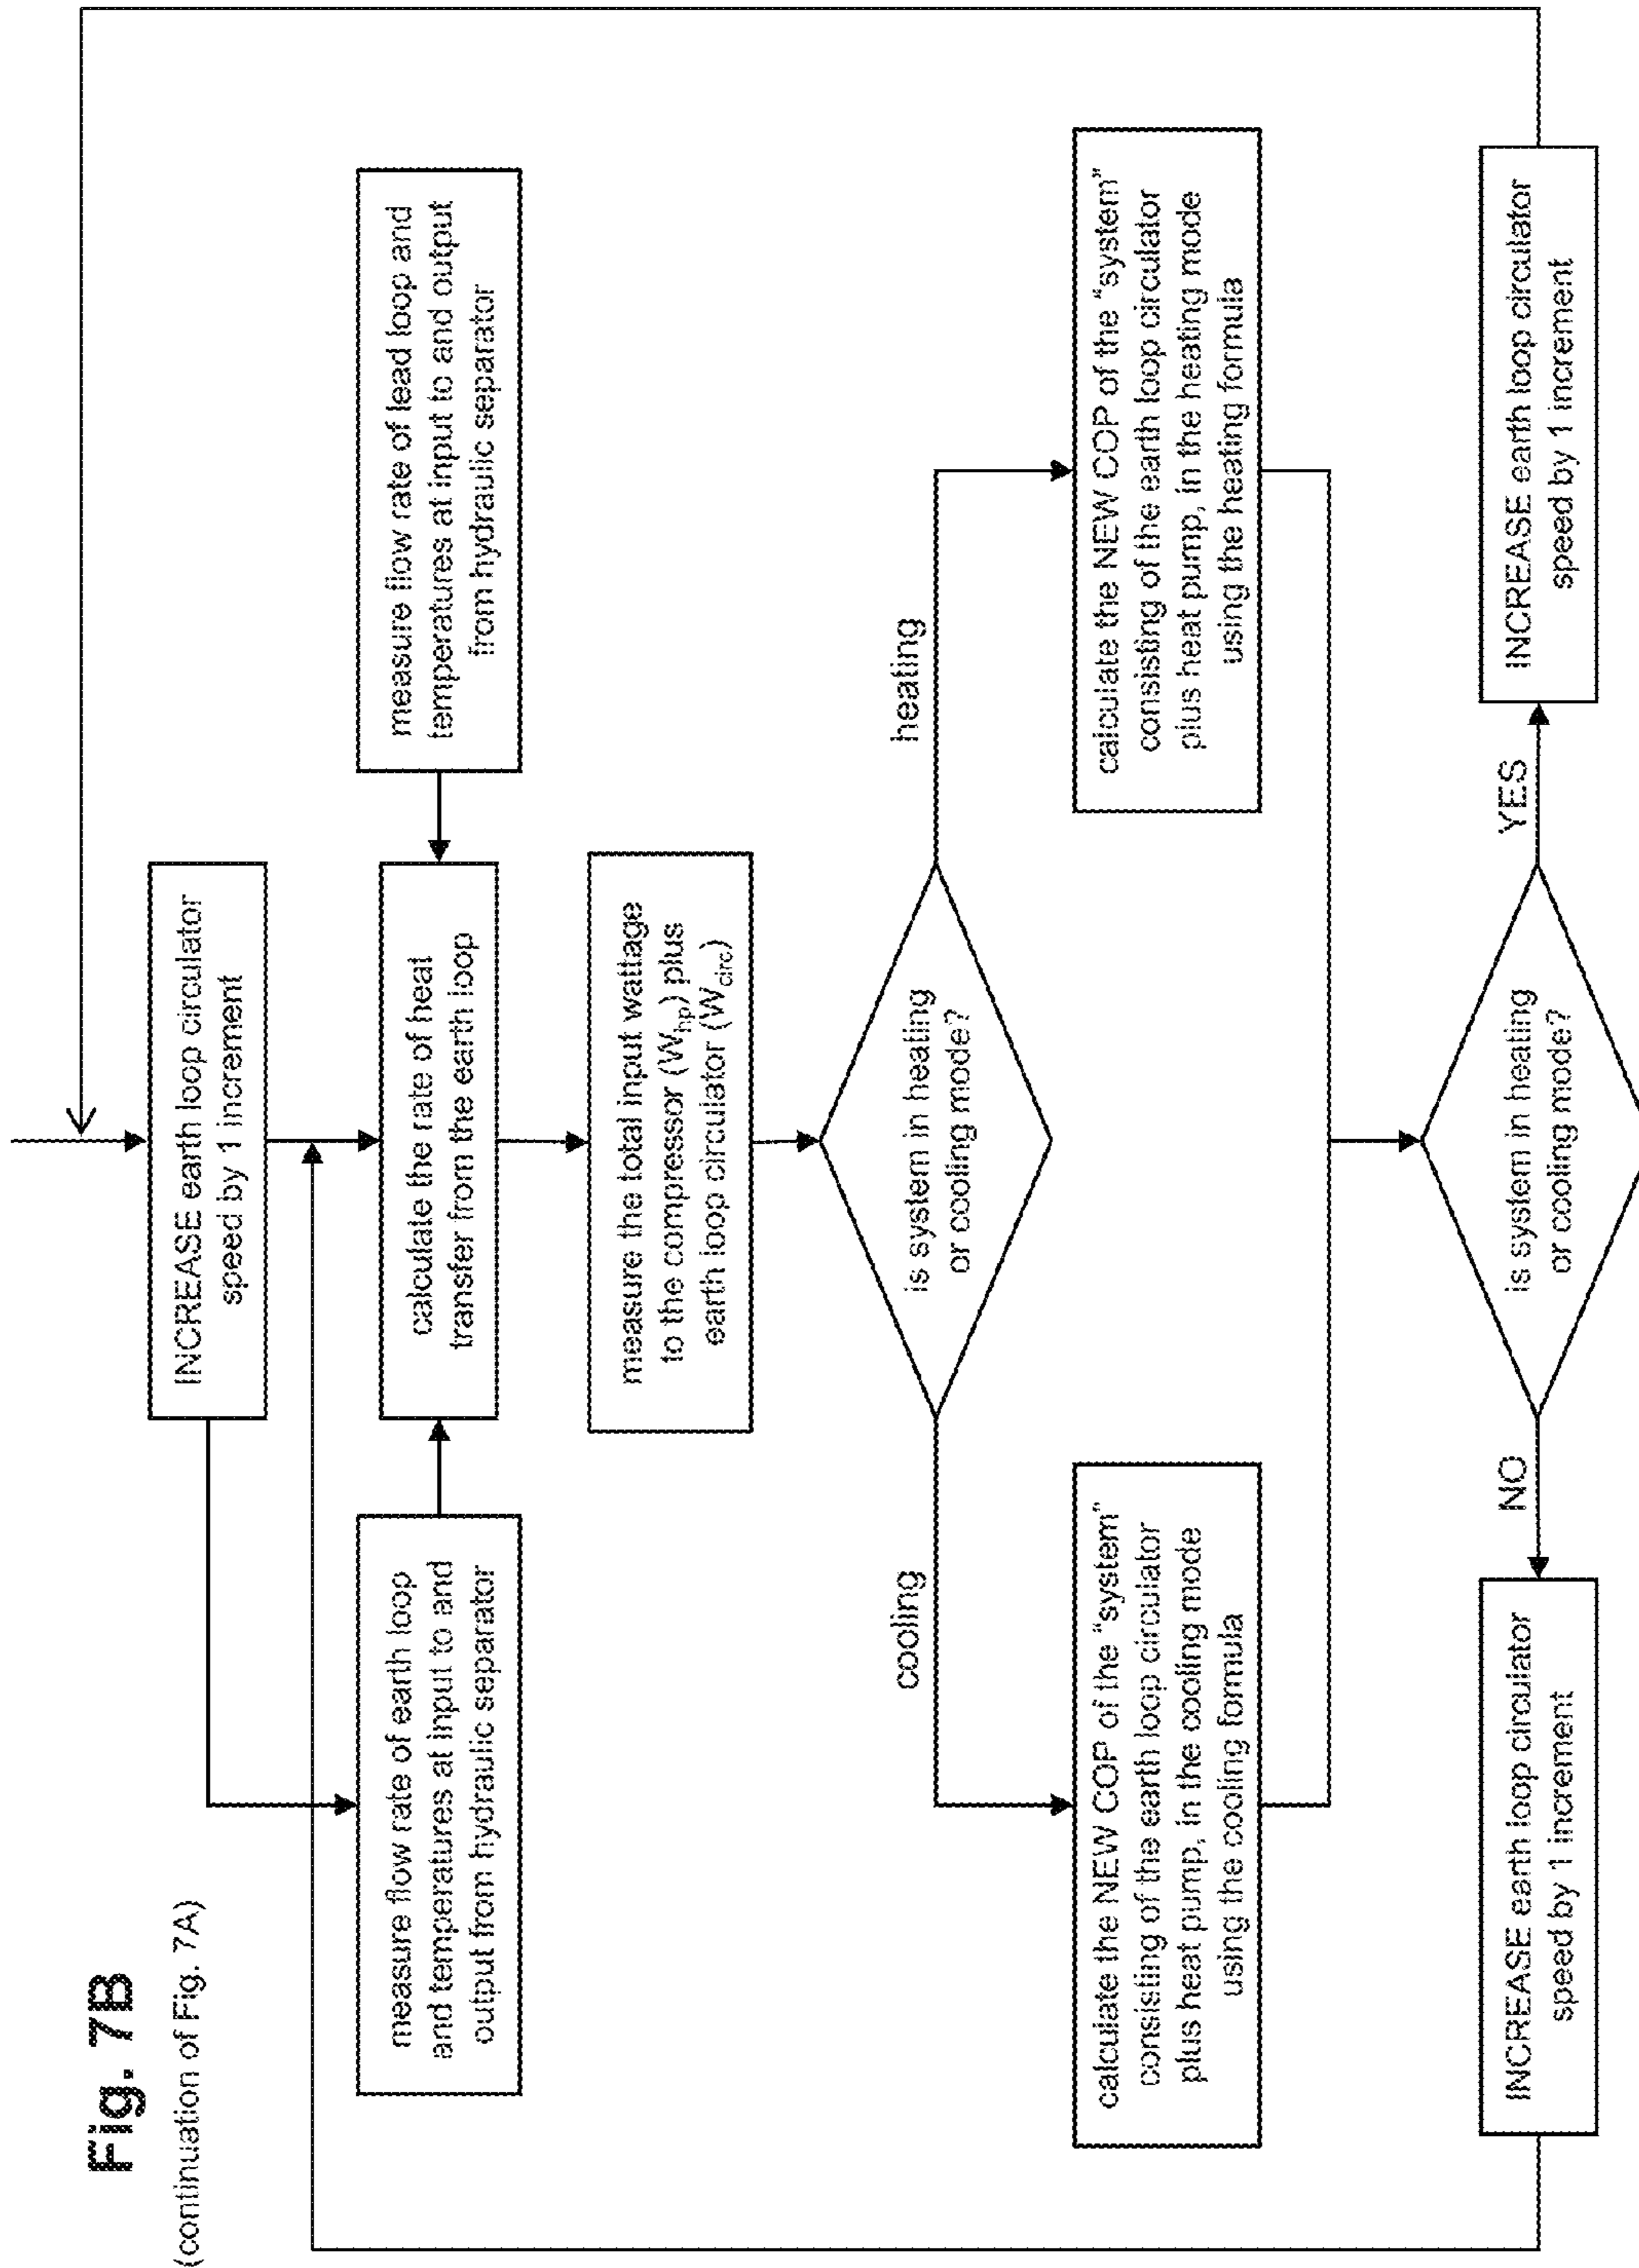 Fig. 7B
(continuation of Fig. 7A)
INCREASE earth loop circulator
speed by 1 increment
measure flow rate of earth loop
and temperatures at input to and
output from hydraulic separator
calculate the rate of heat
transfer from the earth loop
measure flow rate of lead loop and
temperatures at input to and output
from hydraulic separator
measure the total input wattage
to the compressor (Whp) plus
earth loop circulator (Wcirc)
is system in heating
or cooling mode?
cooling
heating
calculate the NEW COP of the "system"
consisting of the earth loop circulator
plus heat pump, in the cooling mode
using the cooling formula
calculate the NEW COP of the "system"
consisting of the earth loop circulator
plus heat pump, in the heating mode
using the heating formula
is system in heating
or cooling mode?
NO
YES
INCREASE earth loop circulator
speed by 1 increment
INCREASE earth loop circulator
speed by 1 increment